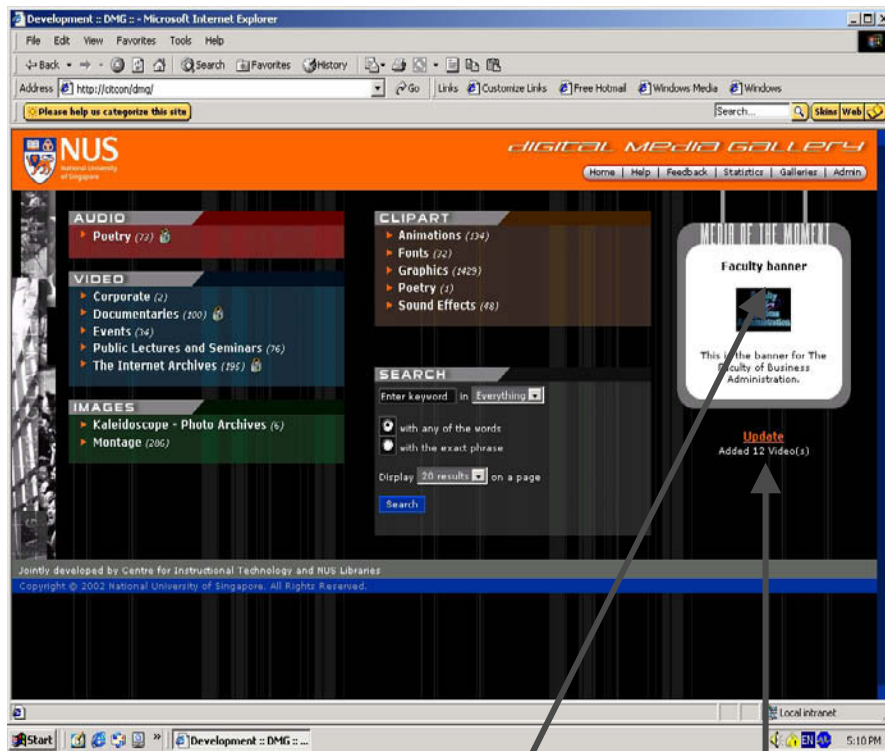 Development :: DMG :: - Microsoft Internet Explorer
File Edit View Favorites Tools Help
Back Search Favorites History
Address http://citcon/dmg/ Go Links Customize Links Free Hotmail Windows Media Windows
Please help us categorize this site Search... Skins Web
NUS
National University
of Singapore
DIGITAL MEDIA GALLERY
Home | Help | Feedback | Statistics | Galleries | Admin
AUDIO
Poetry (73)
VIDEO
Corporate (2)
Documentaries (100)
Events (34)
Public Lectures and Seminars (76)
The Internet Archives (195)
IMAGES
Kaleidoscope - Photo Archives (6)
Montage (286)
CLIPART
Animations (134)
Fonts (32)
Graphics (1429)
Poetry (1)
Sound Effects (48)
SEARCH
Enter keyword in Everything
with any of the words
with the exact phrase
Display 20 results on a page
Search
MEDIA OF THE MOMENT
Faculty banner
This is the banner for The
Faculty of Business
Administration.
Update
Added 12 Video(s)
Jointly developed by Centre for Instructional Technology and NUS Libraries
Copyright © 2002 National University of Singapore. All Rights Reserved.
Local intranet
Start Development :: DMG :: ... EN 5:10 PM